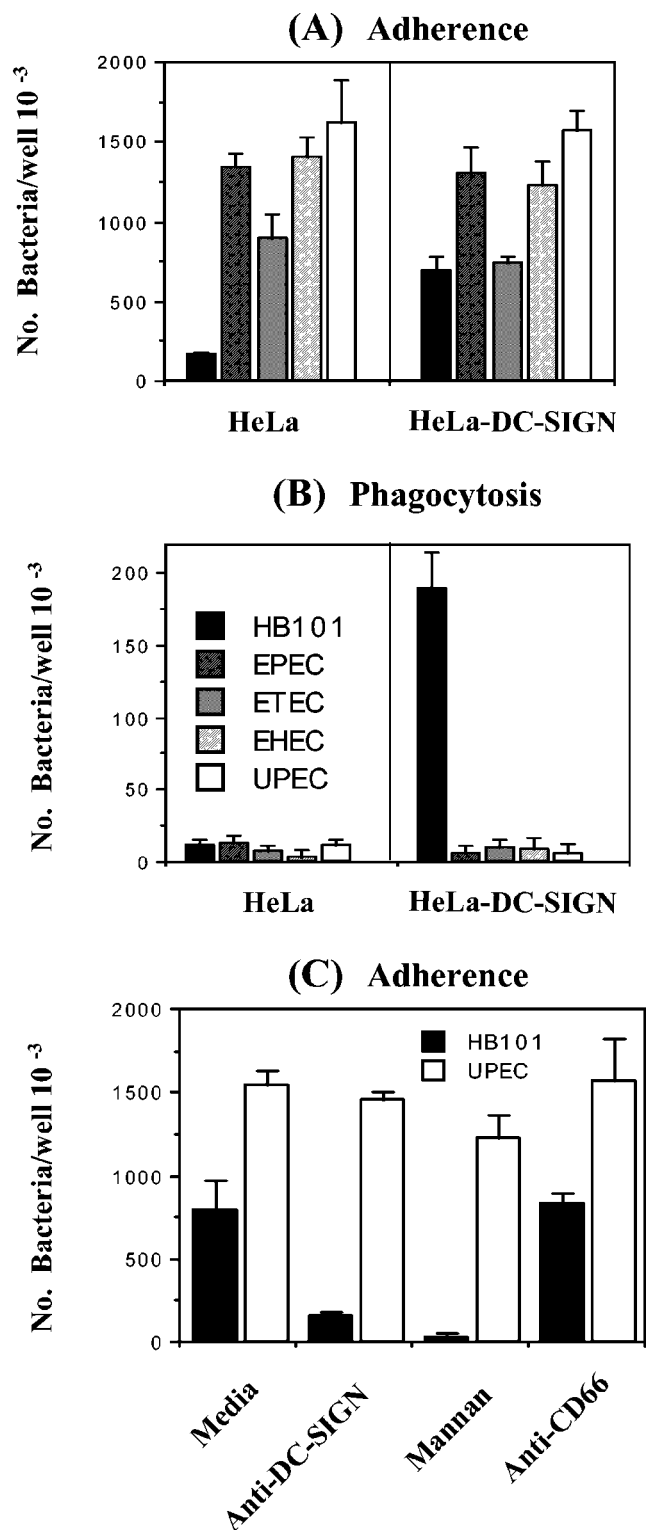 (A) Adherence
No. Bacteria/well 10 -3
2000
1500
1000
500
0
HeLa HeLa-DC-SIGN
(B) Phagocytosis
No. Bacteria/well 10 -3
200
150
100
50
0
HB101
EPEC
ETEC
EHEC
UPEC
HeLa HeLa-DC-SIGN
(C) Adherence
No. Bacteria/well 10 -3
2000
1500
1000
500
0
HB101
UPEC
Media
Anti-DC-SIGN
Mannan
Anti-CD66